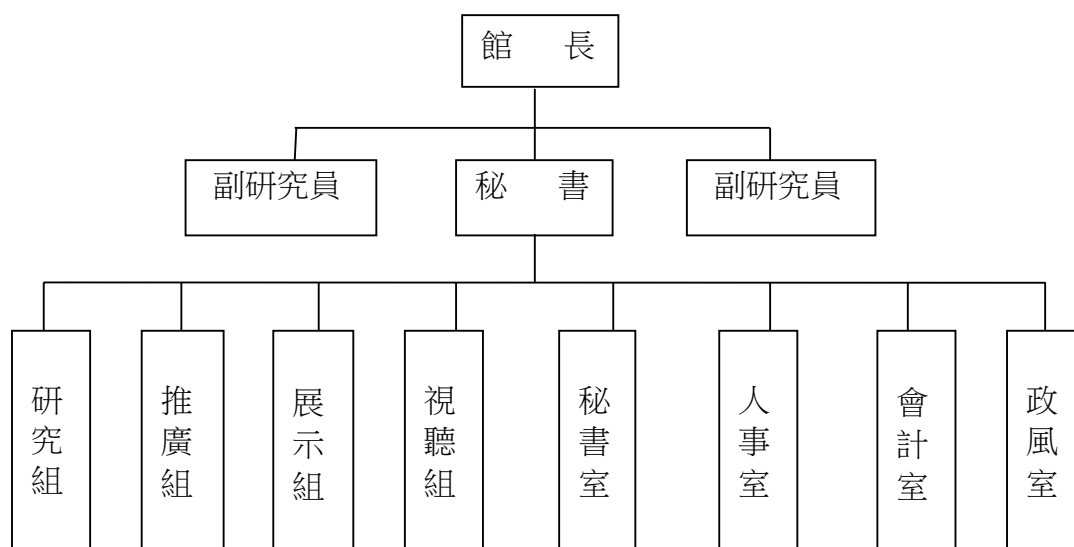 館 長
副研究員
秘 書
副研究員
研究組
推廣組
展示組
視聽組
秘書室
人事室
會計室
政風室